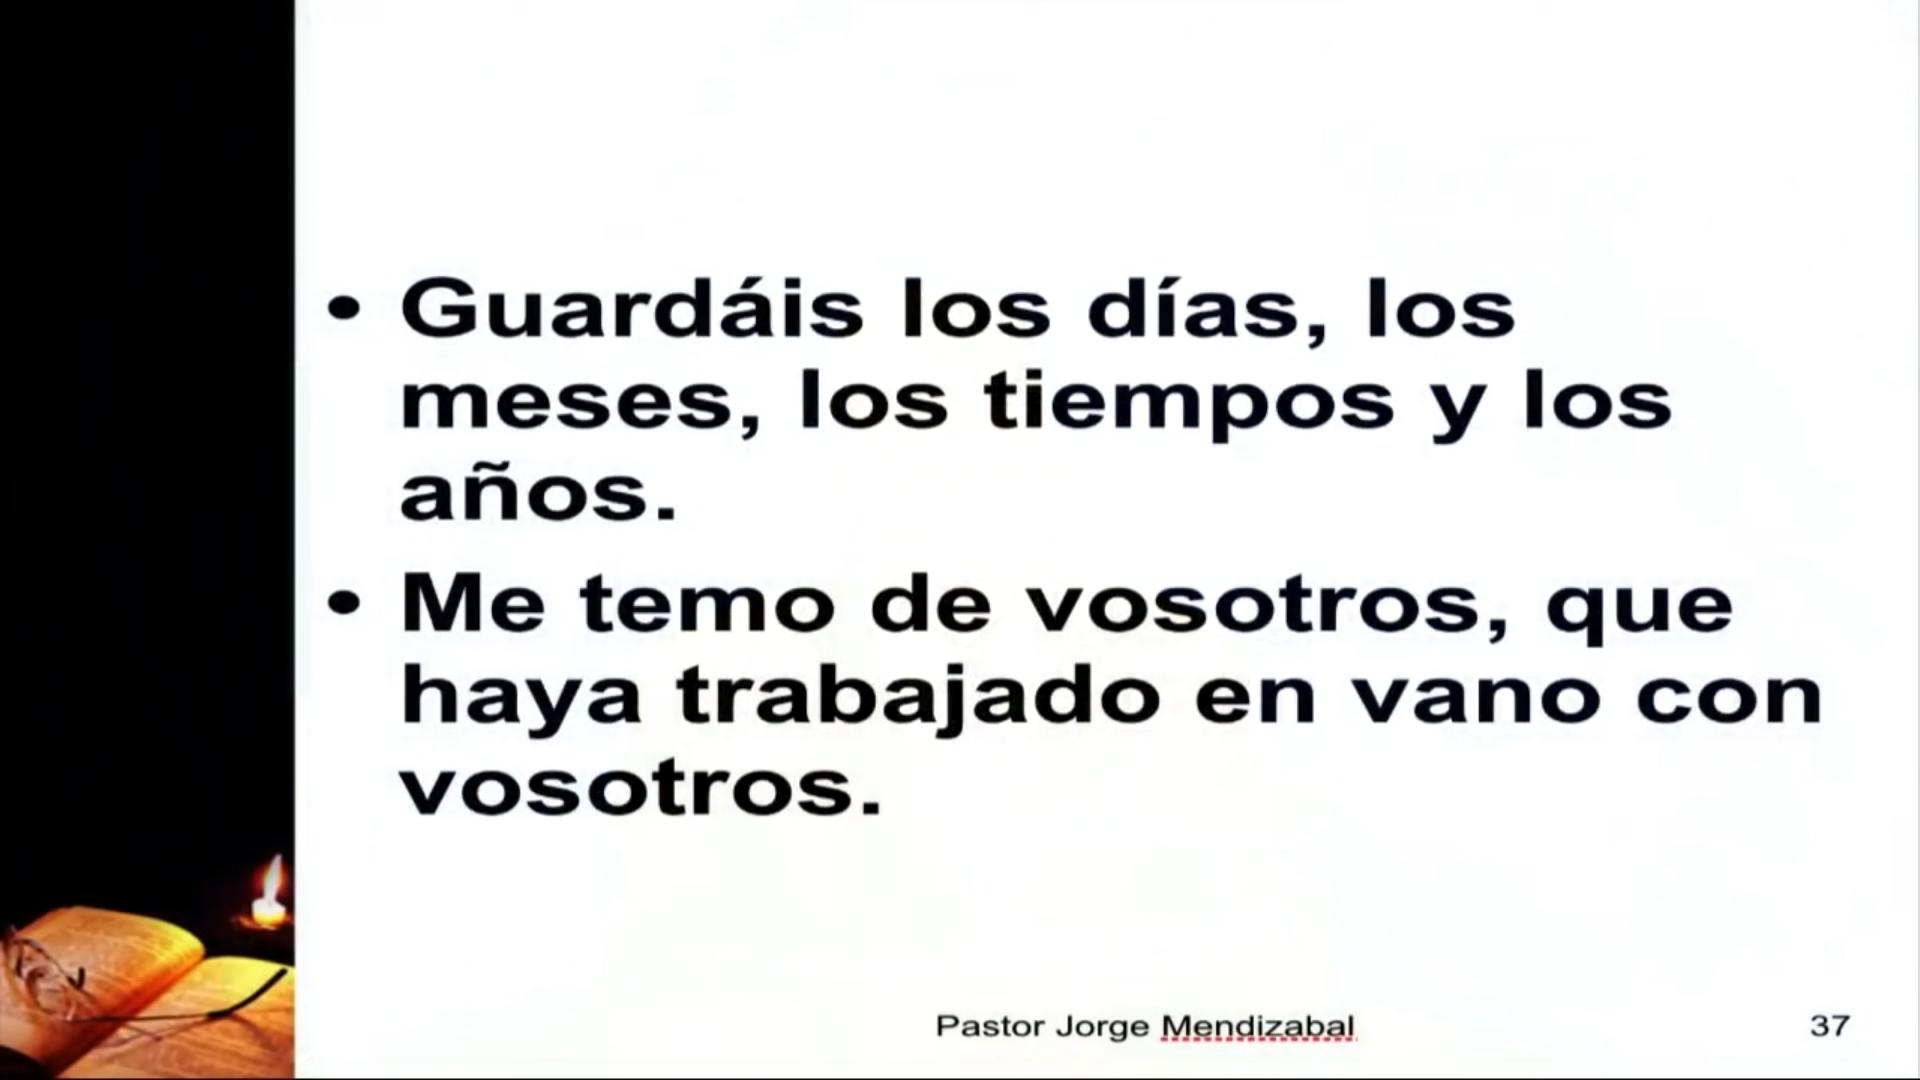 • Guardáis los días, los
meses, los tiempos y los
años.
• Me temo de vosotros, que
haya trabajado en vano con
vosotros.
Pastor Jorge Mendizabal
37